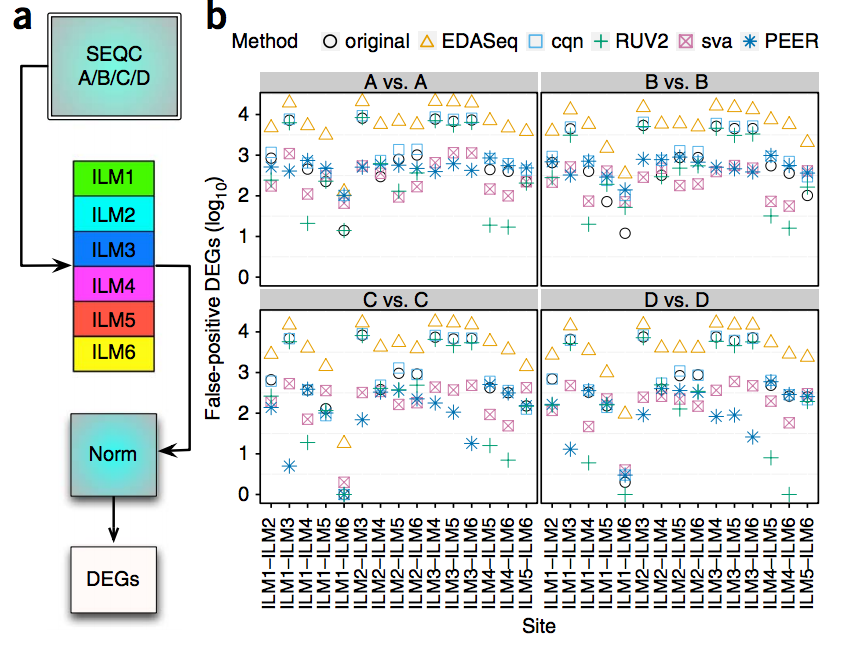 a
SEQC
A/B/C/D
ILM1
ILM2
ILM3
ILM4
ILM5
ILM6
Norm
DEGs
b
Method original EDASeq cqn RUV2 sva PEER
A vs. A
B vs. B
C vs. C
D vs. D
False-positive DEGs (log10)
4
3
2
1
0
4
3
2
1
0
ILM1–ILM2
ILM1–ILM3
ILM1–ILM4
ILM1–ILM5
ILM1–ILM6
ILM2–ILM3
ILM2–ILM4
ILM2–ILM5
ILM2–ILM6
ILM3–ILM4
ILM3–ILM5
ILM3–ILM6
ILM4–ILM5
ILM4–ILM6
ILM5–ILM6
ILM1–ILM2
ILM1–ILM3
ILM1–ILM4
ILM1–ILM5
ILM1–ILM6
ILM2–ILM3
ILM2–ILM4
ILM2–ILM5
ILM2–ILM6
ILM3–ILM4
ILM3–ILM5
ILM3–ILM6
ILM4–ILM5
ILM4–ILM6
ILM5–ILM6
Site